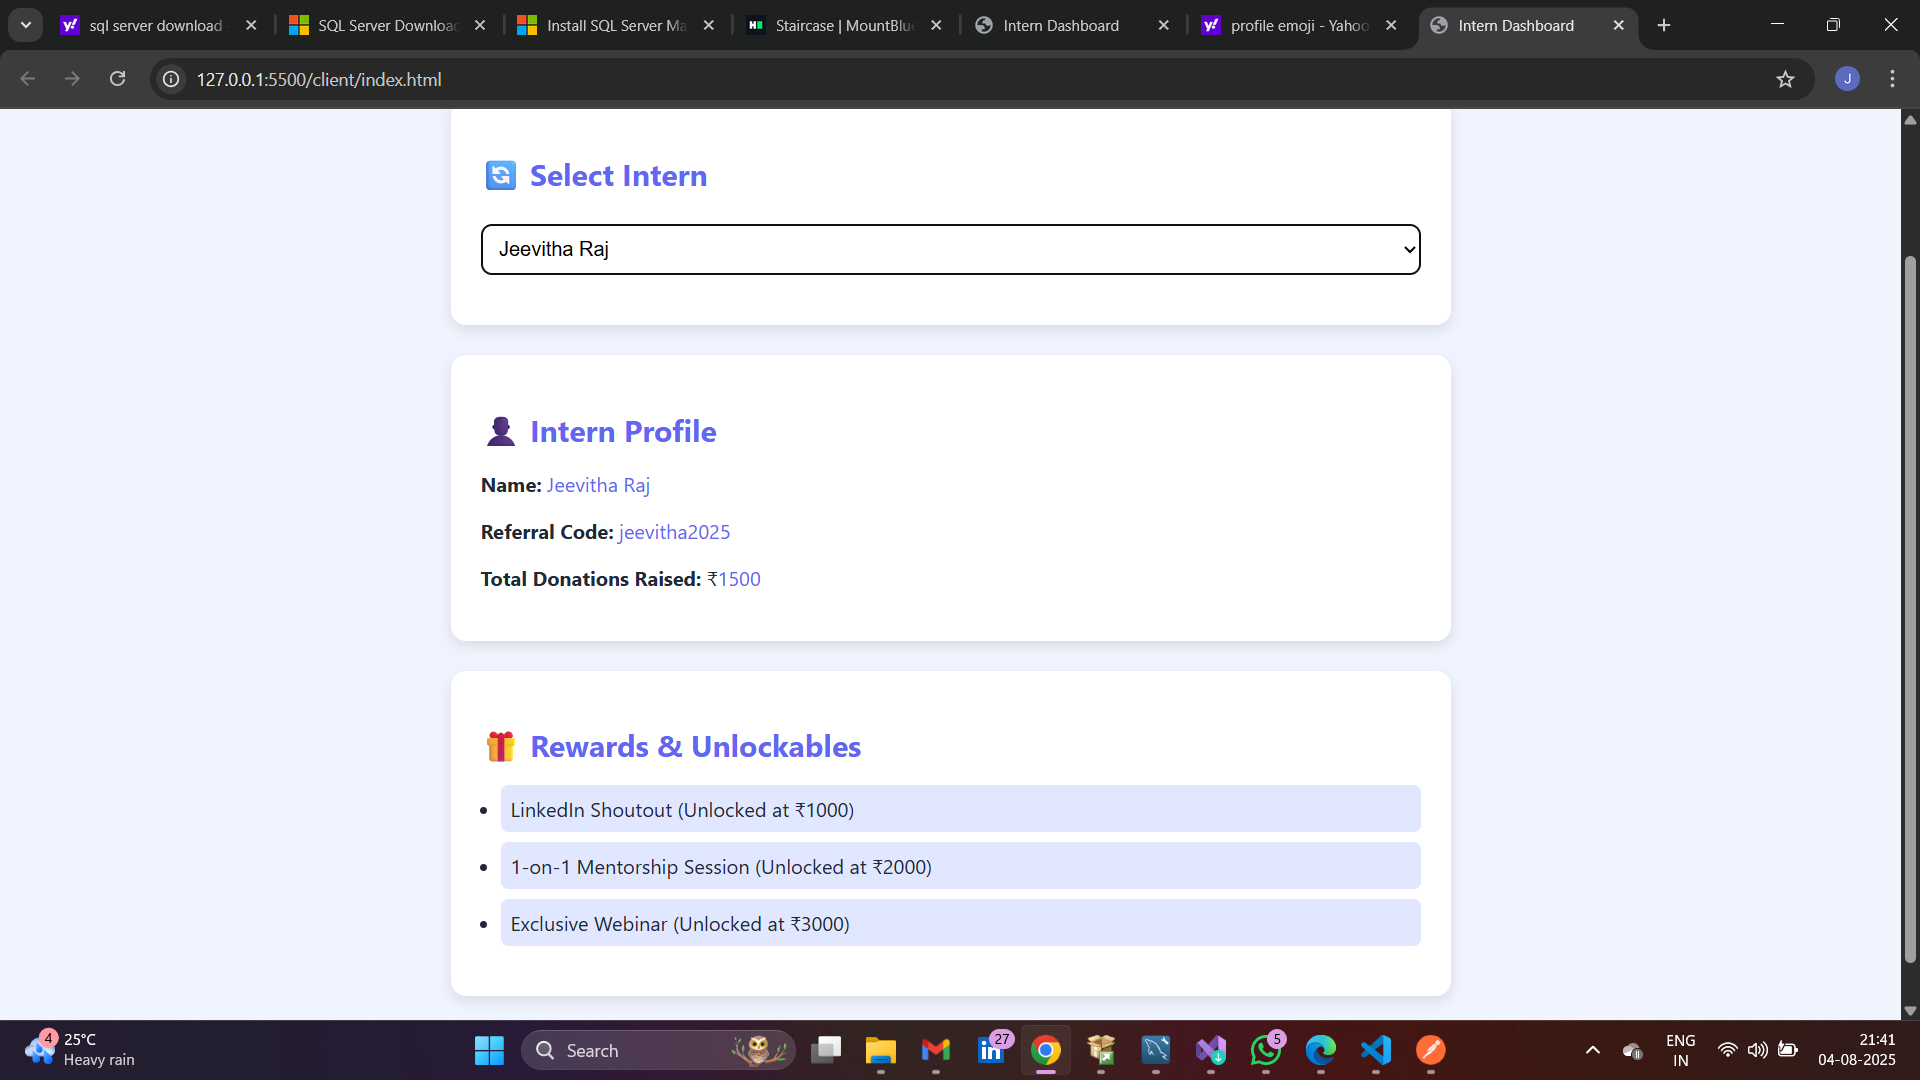 sql server download
SQL Server Downloa
Install SQL Server Ma
Staircase | MountBlu
Intern Dashboard
profile emoji - Yahoo
Intern Dashboard
127.0.0.1:5500/client/index.html
J
Select Intern
Jeevitha Raj
Intern Profile
Name: Jeevitha Raj
Referral Code: jeevitha2025
Total Donations Raised: ₹1500
Rewards & Unlockables
• LinkedIn Shoutout (Unlocked at ₹1000)
• 1-on-1 Mentorship Session (Unlocked at ₹2000)
• Exclusive Webinar (Unlocked at ₹3000)
4
25°C
Heavy rain
Search
27
5
ENG
IN
21:41
04-08-2025